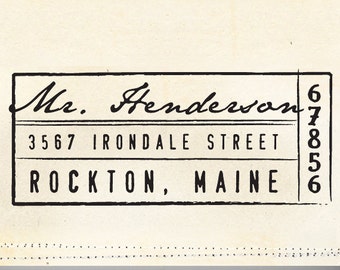 Mr. Henderson
3567 IRONDALE STREET
ROCKTON, MAINE
67856